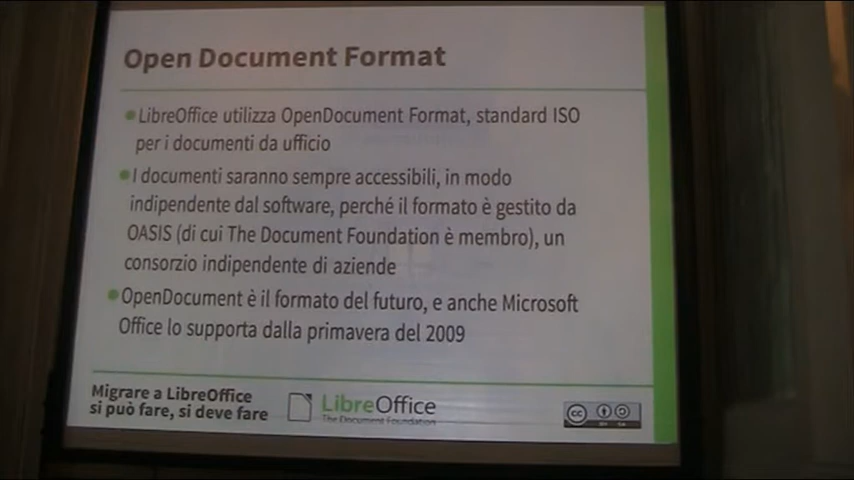 Open Document Format
LibreOffice utilizza OpenDocument Format, standard ISO
per i documenti da ufficio
I documenti saranno sempre accessibili, in modo
indipendente dal software, perché il formato è gestito da
OASIS (di cui The Document Foundation è membro), un
consorzio indipendente di aziende
OpenDocument è il formato del futuro, e anche Microsoft
Office lo supporta dalla primavera del 2009
Migrare a LibreOffice
si può fare, si deve fare
LibreOffice
The Document Foundation
cc
BY SA